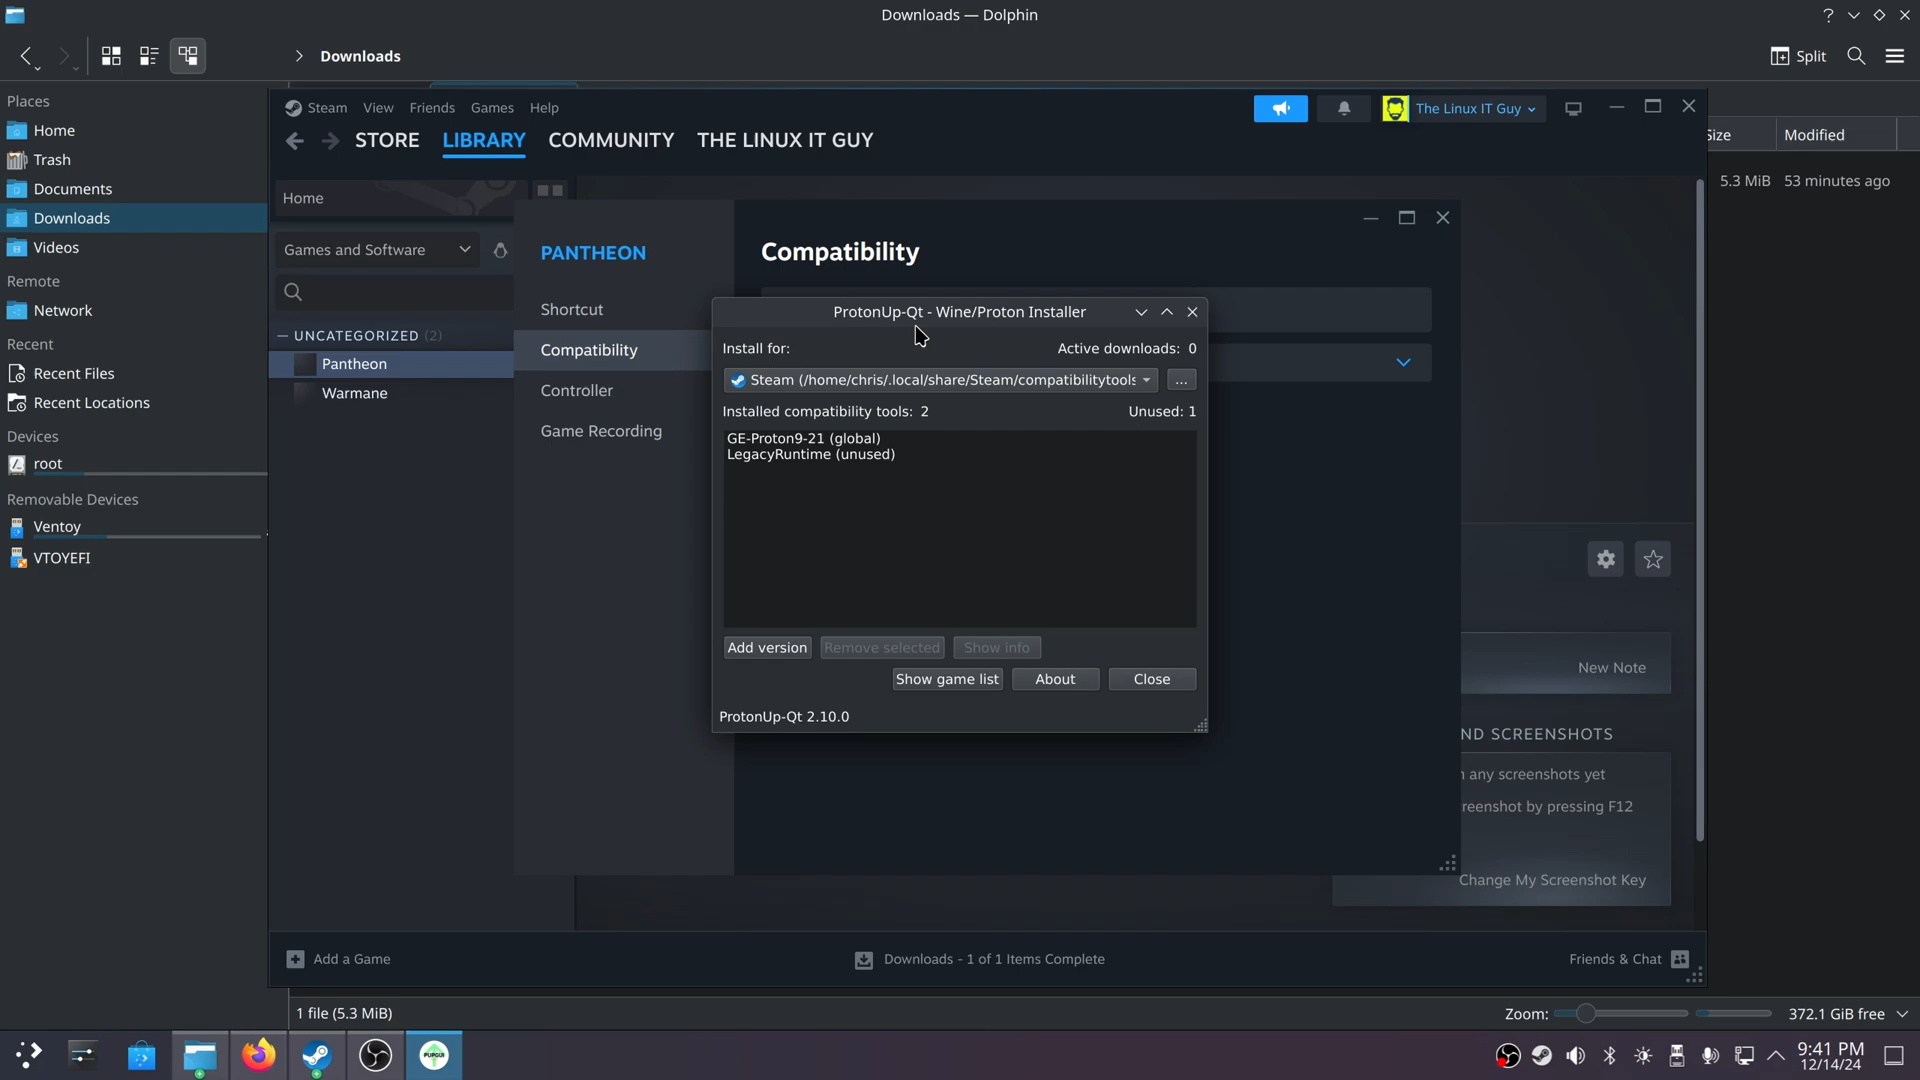 Downloads — Dolphin
?
Downloads
Split
Places
Home
Trash
Documents
Downloads
Videos
Remote
Network
Recent
Recent Files
Recent Locations
Devices
root
Removable Devices
Ventoy
VTOYEFI
Size
Modified
5.3 MiB
53 minutes ago
Steam
View
Friends
Games
Help
The Linux IT Guy
STORE
LIBRARY
COMMUNITY
THE LINUX IT GUY
Home
Games and Software
— UNCATEGORIZED (2)
Pantheon
Warmane
PANTHEON
Shortcut
Compatibility
Controller
Game Recording
Compatibility
ProtonUp-Qt - Wine/Proton Installer
Install for:
Active downloads: 0
Steam (/home/chris/.local/share/Steam/compatibilitytools
...
Installed compatibility tools: 2
Unused: 1
GE-Proton9-21 (global)
LegacyRuntime (unused)
Add version
Remove selected
Show info
Show game list
About
Close
ProtonUp-Qt 2.10.0
New Note
ND SCREENSHOTS
any screenshots yet
reenshot by pressing F12
Change My Screenshot Key
Add a Game
Downloads - 1 of 1 Items Complete
Friends & Chat
1 file (5.3 MiB)
Zoom:
372.1 GiB free
PUPGUI
9:41 PM
12/14/24